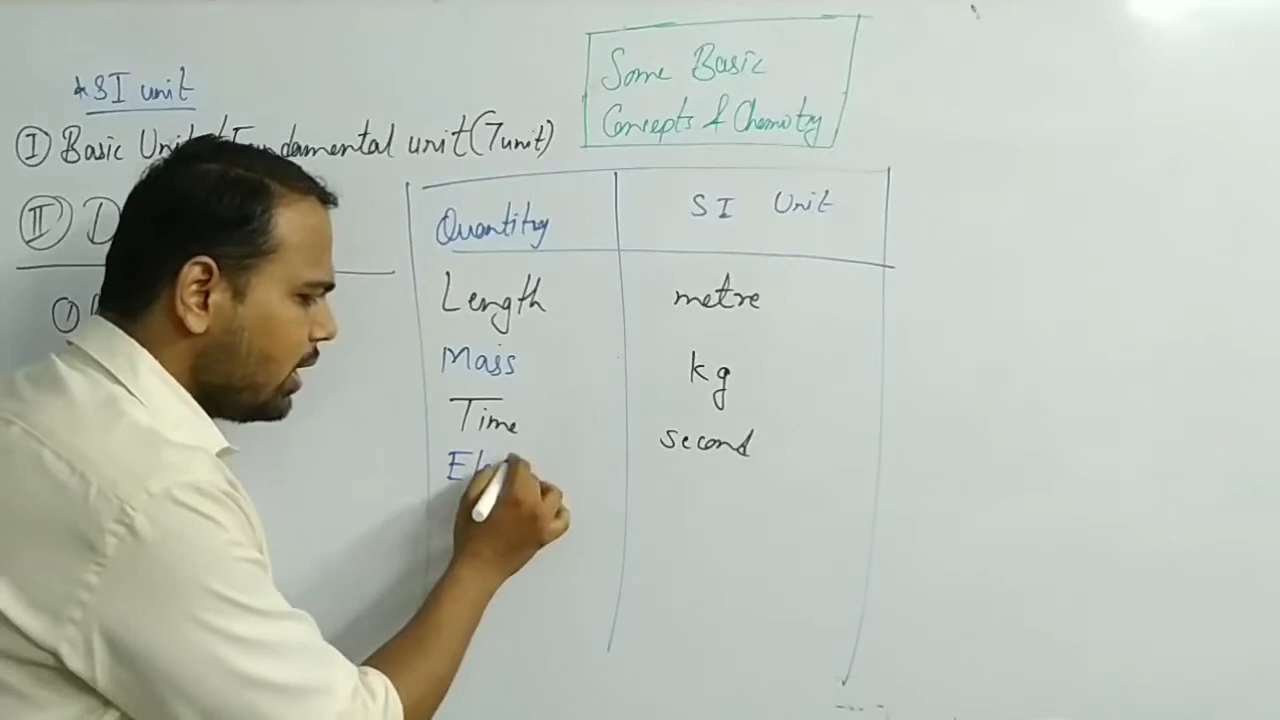 *SI unit
Some Basic
Concepts of Chemistry
(I) Basic Unit / Fundamental unit (7 unit)
(II) D
Quantity SI Unit
Length metre
Mass kg
Time second